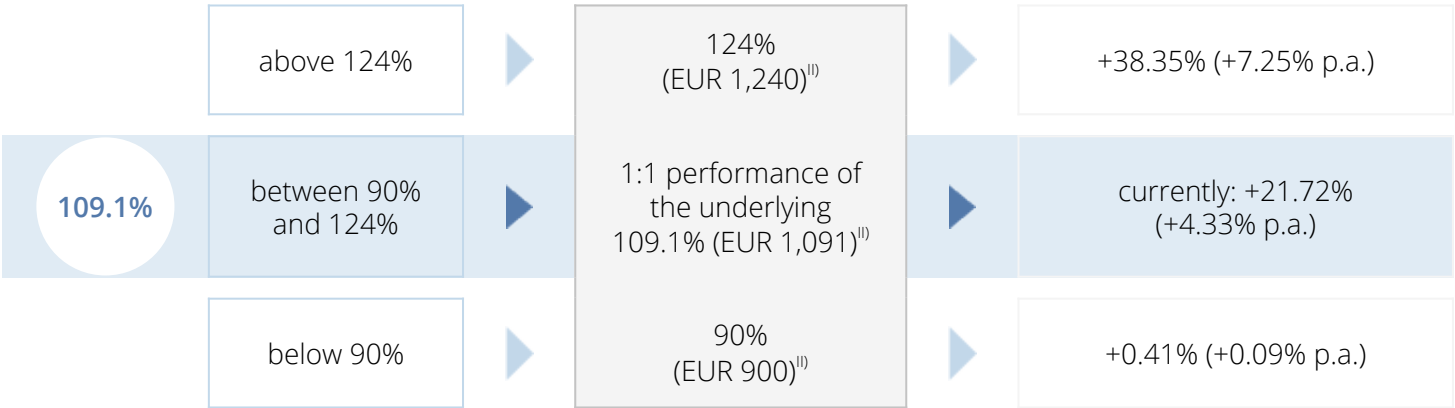 above 124%
124%
(EUR 1,240)II)
+38.35% (+7.25% p.a.)
109.1%
between 90%
and 124%
1:1 performance of
the underlying
109.1% (EUR 1,091)II)
currently: +21.72%
(+4.33% p.a.)
below 90%
90%
(EUR 900)II)
+0.41% (+0.09% p.a.)